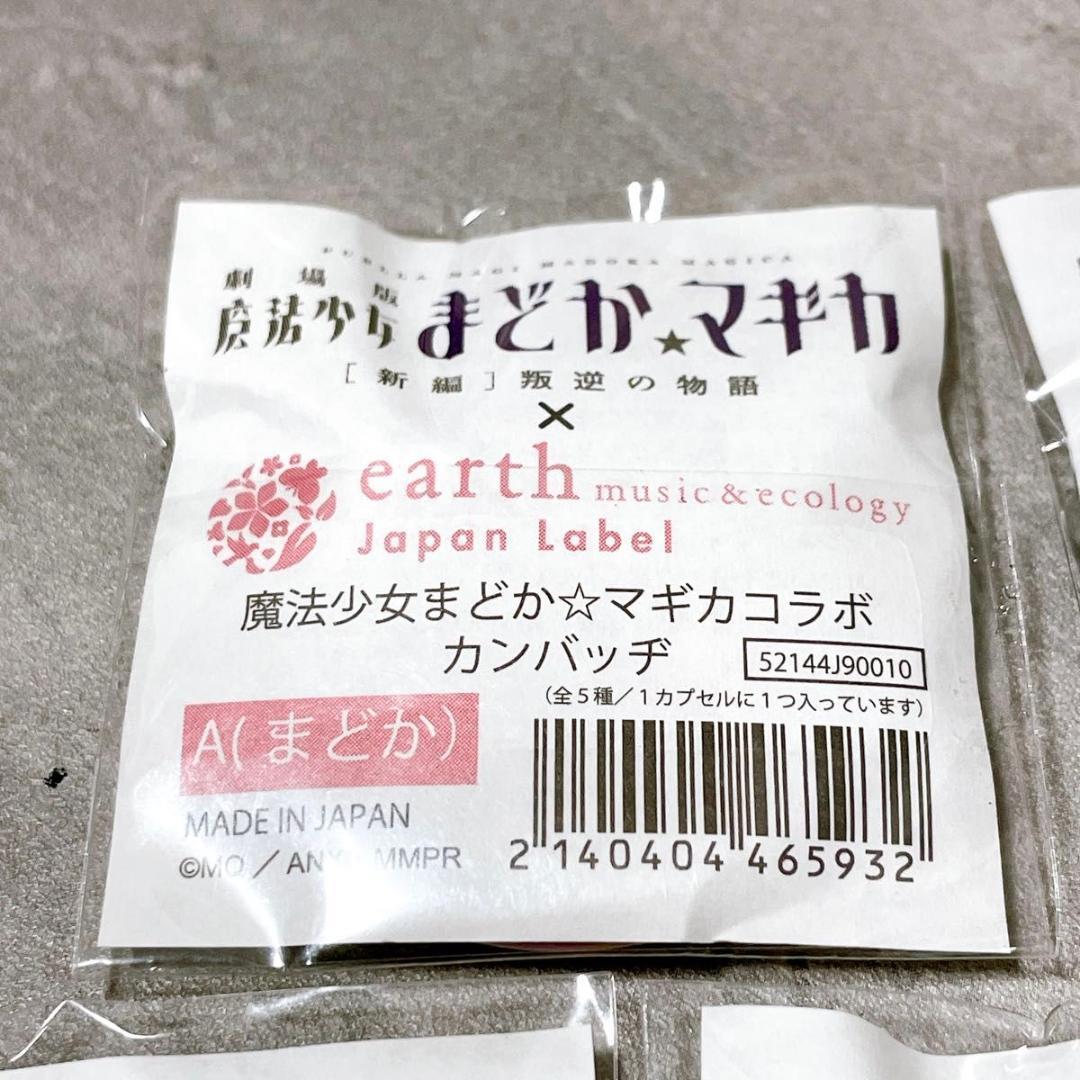 PUELLA MAGI MADOKA MAGICA
劇場版
魔法少女まどか★マギカ
[新編]叛逆の物語
×
earth music&ecology
Japan Label
魔法少女まどか☆マギカコラボ
カンバッヂ
52144J90010
(全5種/1カプセルに1つ入っています)
A(まどか)
MADE IN JAPAN
©MQ/ANX MMPR
2 140404 465932